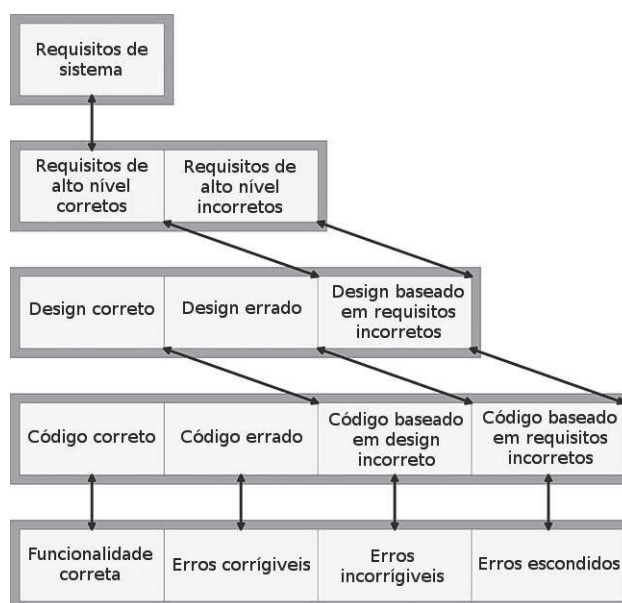 Requisitos de
sistema
Requisitos de
alto nível
corretos
Requisitos de
alto nível
incorretos
Design correto
Design errado
Design baseado
em requisitos
incorretos
Código correto
Código errado
Código baseado
em design
incorreto
Código baseado
em requisitos
incorretos
Funcionalidade
correta
Erros corrígiveis
Erros
incorrígiveis
Erros escondidos